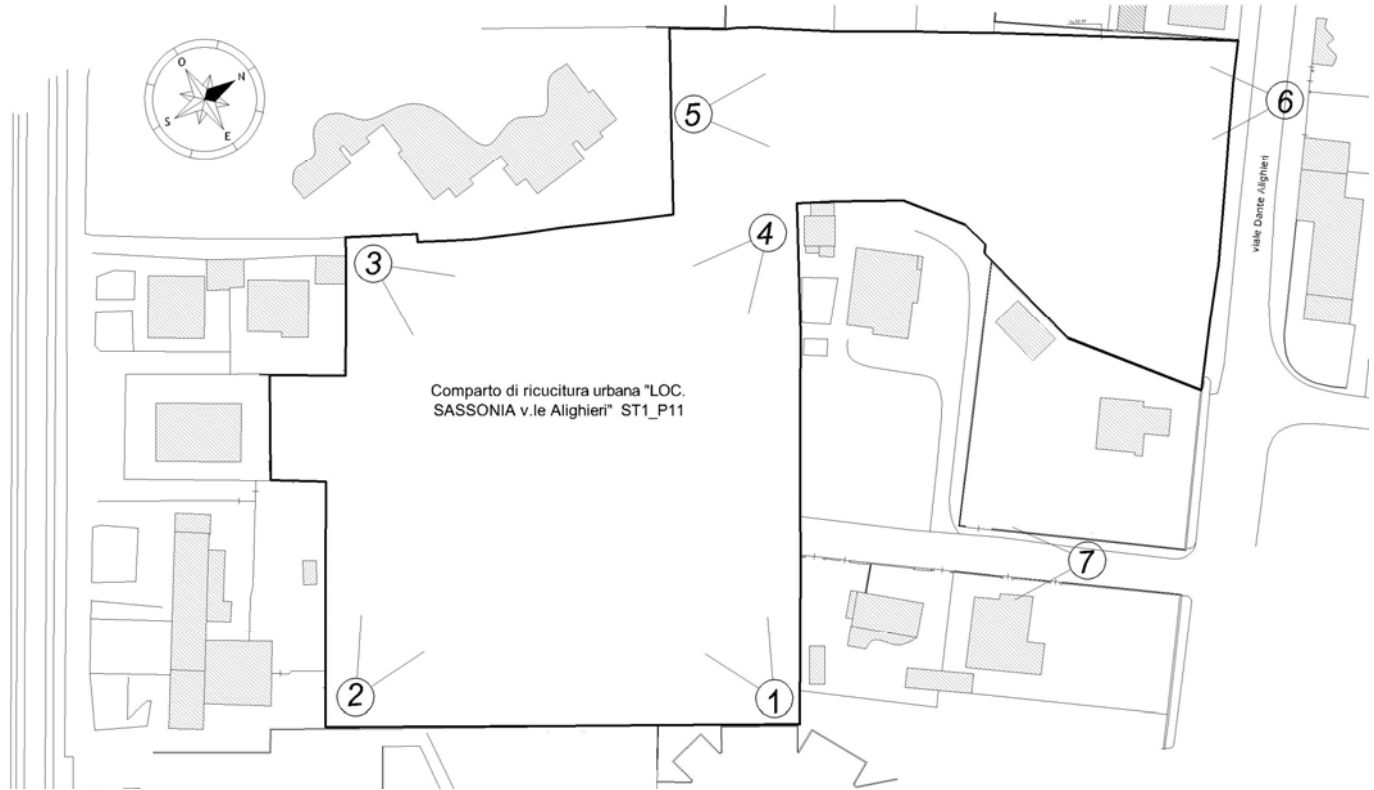 O
N
S
E
5
6
viale Dante Alighieri
4
3
Comparto di ricucitura urbana "LOC.
SASSONIA v.le Alighieri" ST1_P11
7
2
1